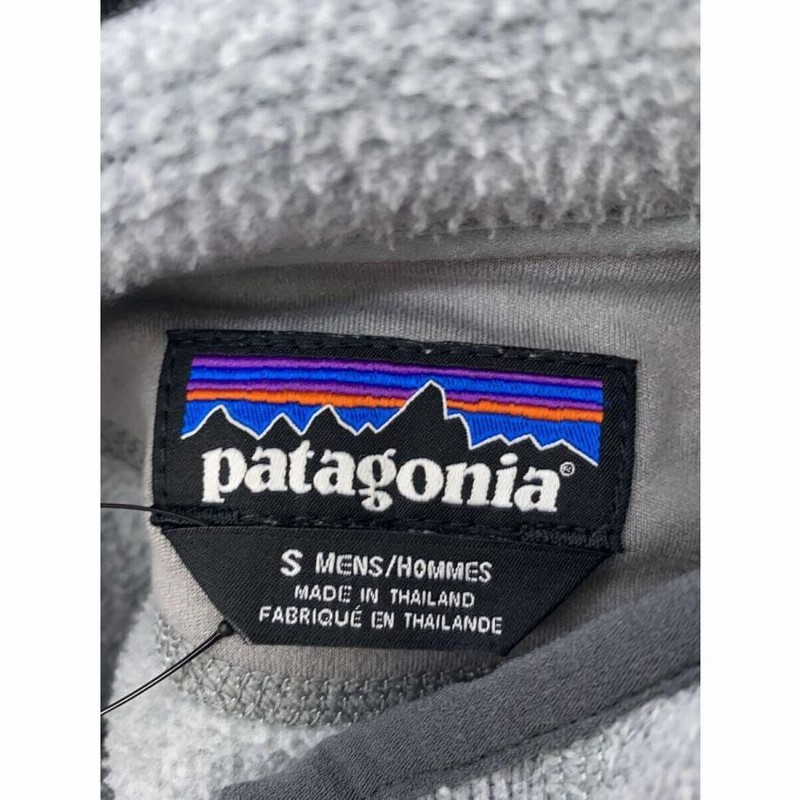 patagonia®
S MENS/HOMMES
MADE IN THAILAND
FABRIQUÉ EN THAILANDE